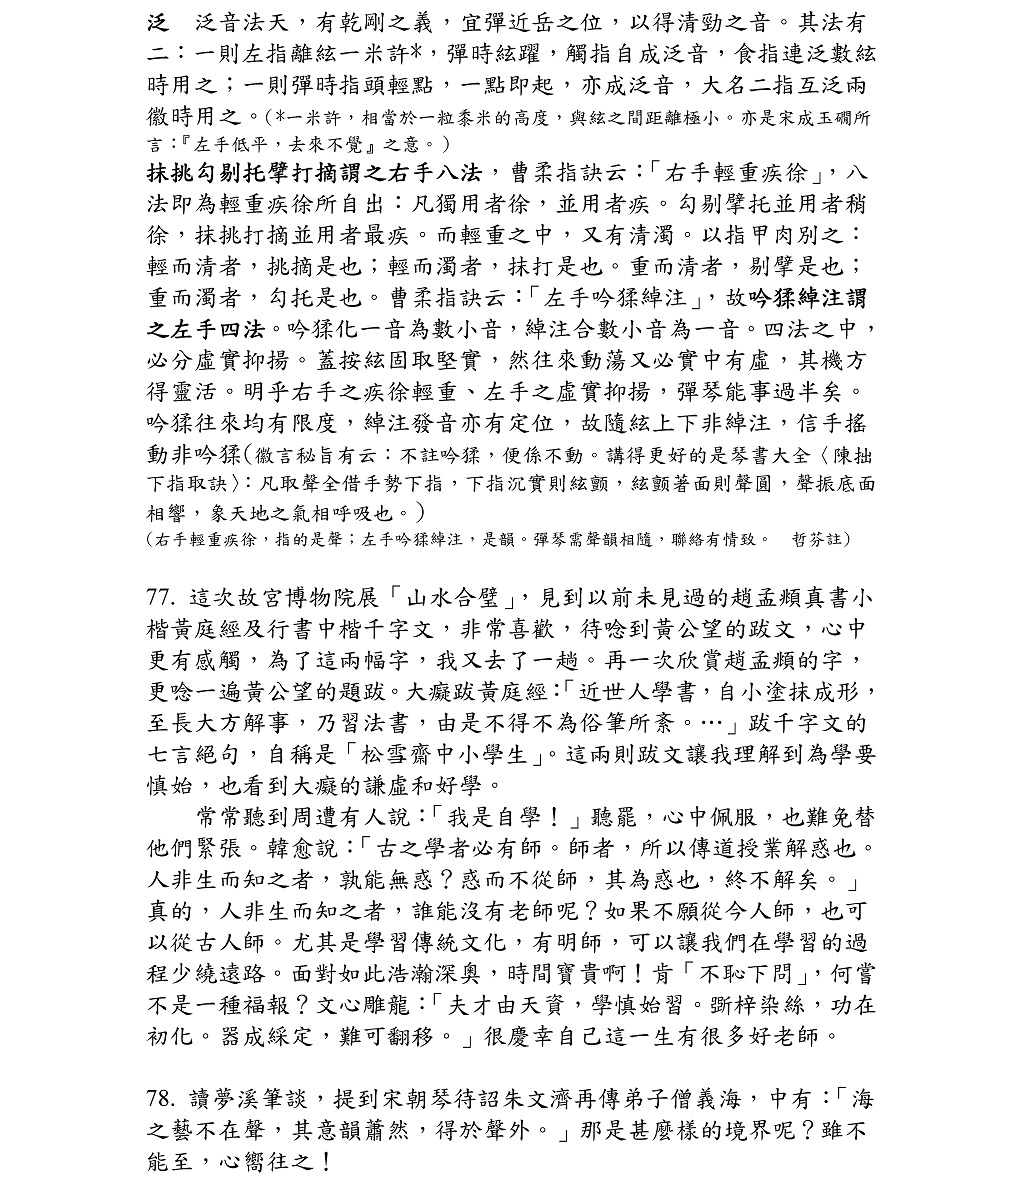 泛　泛音法天，有乾剛之義，宜彈近岳之位，以得清勁之音。其法有
二：一則左指離絃一米許*，彈時絃躍，觸指自成泛音，食指連泛數絃
時用之；一則彈時指頭輕點，一點即起，亦成泛音，大名二指互泛兩
徽時用之。(*一米許，相當於一粒黍米的高度，與絃之間距離極小。亦是宋成玉磵所
言：『左手低平，去來不覺』之意。)
抹挑勾剔托擘打摘謂之右手八法，曹柔指訣云：「右手輕重疾徐」，八
法即為輕重疾徐所自出：凡獨用者徐，並用者疾。勾剔擘托並用者稍
徐，抹挑打摘並用者最疾。而輕重之中，又有清濁。以指甲肉別之：
輕而清者，挑摘是也；輕而濁者，抹打是也。重而清者，剔擘是也；
重而濁者，勾托是也。曹柔指訣云：「左手吟猱綽注」，故吟猱綽注謂
之左手四法。吟猱化一音為數小音，綽注合數小音為一音。四法之中，
必分虛實抑揚。蓋按絃固取堅實，然往來動蕩又必實中有虛，其機方
得靈活。明乎右手之疾徐輕重、左手之虛實抑揚，彈琴能事過半矣。
吟猱往來均有限度，綽注發音亦有定位，故隨絃上下非綽注，信手搖
動非吟猱(徽言秘旨有云：不註吟猱，便係不動。講得更好的是琴書大全〈陳拙
下指取訣〉：凡取聲全借手勢下指，下指沉實則絃顫，絃顫著面則聲圓，聲振底面
相響，象天地之氣相呼吸也。)
(右手輕重疾徐，指的是聲；左手吟猱綽注，是韻。彈琴需聲韻相隨，聯絡有情致。　哲芬註)
77. 這次故宮博物院展「山水合璧」，見到以前未見過的趙孟頫真書小
楷黃庭經及行書中楷千字文，非常喜歡，待唸到黃公望的跋文，心中
更有感觸，為了這兩幅字，我又去了一趟。再一次欣賞趙孟頫的字，
更唸一遍黃公望的題跋。大癡跋黃庭經：「近世人學書，自小塗抹成形，
至長大方解事，乃習法書，由是不得不為俗筆所紊。…」跋千字文的
七言絕句，自稱是「松雪齋中小學生」。這兩則跋文讓我理解到為學要
慎始，也看到大癡的謙虛和好學。
常常聽到周遭有人說：「我是自學！」聽罷，心中佩服，也難免替
他們緊張。韓愈說：「古之學者必有師。師者，所以傳道授業解惑也。
人非生而知之者，孰能無惑？惑而不從師，其為惑也，終不解矣。」
真的，人非生而知之者，誰能沒有老師呢？如果不願從今人師，也可
以從古人師。尤其是學習傳統文化，有明師，可以讓我們在學習的過
程少繞遠路。面對如此浩瀚深奧，時間寶貴啊！肯「不恥下問」，何嘗
不是一種福報？文心雕龍：「夫才由天資，學慎始習。斲梓染絲，功在
初化。器成綵定，難可翻移。」很慶幸自己這一生有很多好老師。
78. 讀夢溪筆談，提到宋朝琴待詔朱文濟再傳弟子僧義海，中有：「海
之藝不在聲，其意韻蕭然，得於聲外。」那是甚麼樣的境界呢？雖不
能至，心嚮往之！